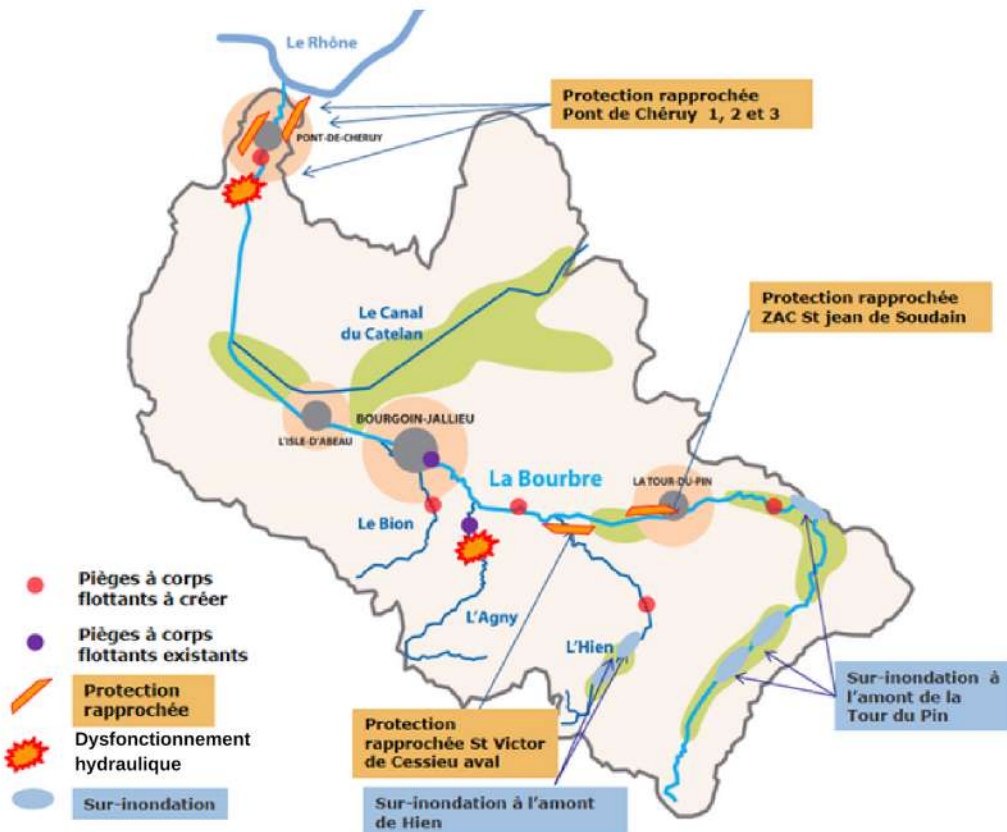 Le Rhône
Protection rapprochée
Pont de Chéruy 1, 2 et 3
PONT-DE-CHERUY
Protection rapprochée
ZAC St jean de Soudain
Le Canal
du Catelan
BOURGOIN-JALLIEU
L'ISLE-D'ABEAU
La Bourbre
LA TOUR-DU-PIN
Le Bion
L'Agny
L'Hien
Pièges à corps
flottants à créer
Pièges à corps
flottants existants
Protection
rapprochée
Dysfonctionnement
hydraulique
Sur-inondation
Protection
rapprochée St Victor
de Cessieu aval
Sur-inondation à l'amont
de Hien
Sur-inondation à
l'amont de la
Tour du Pin